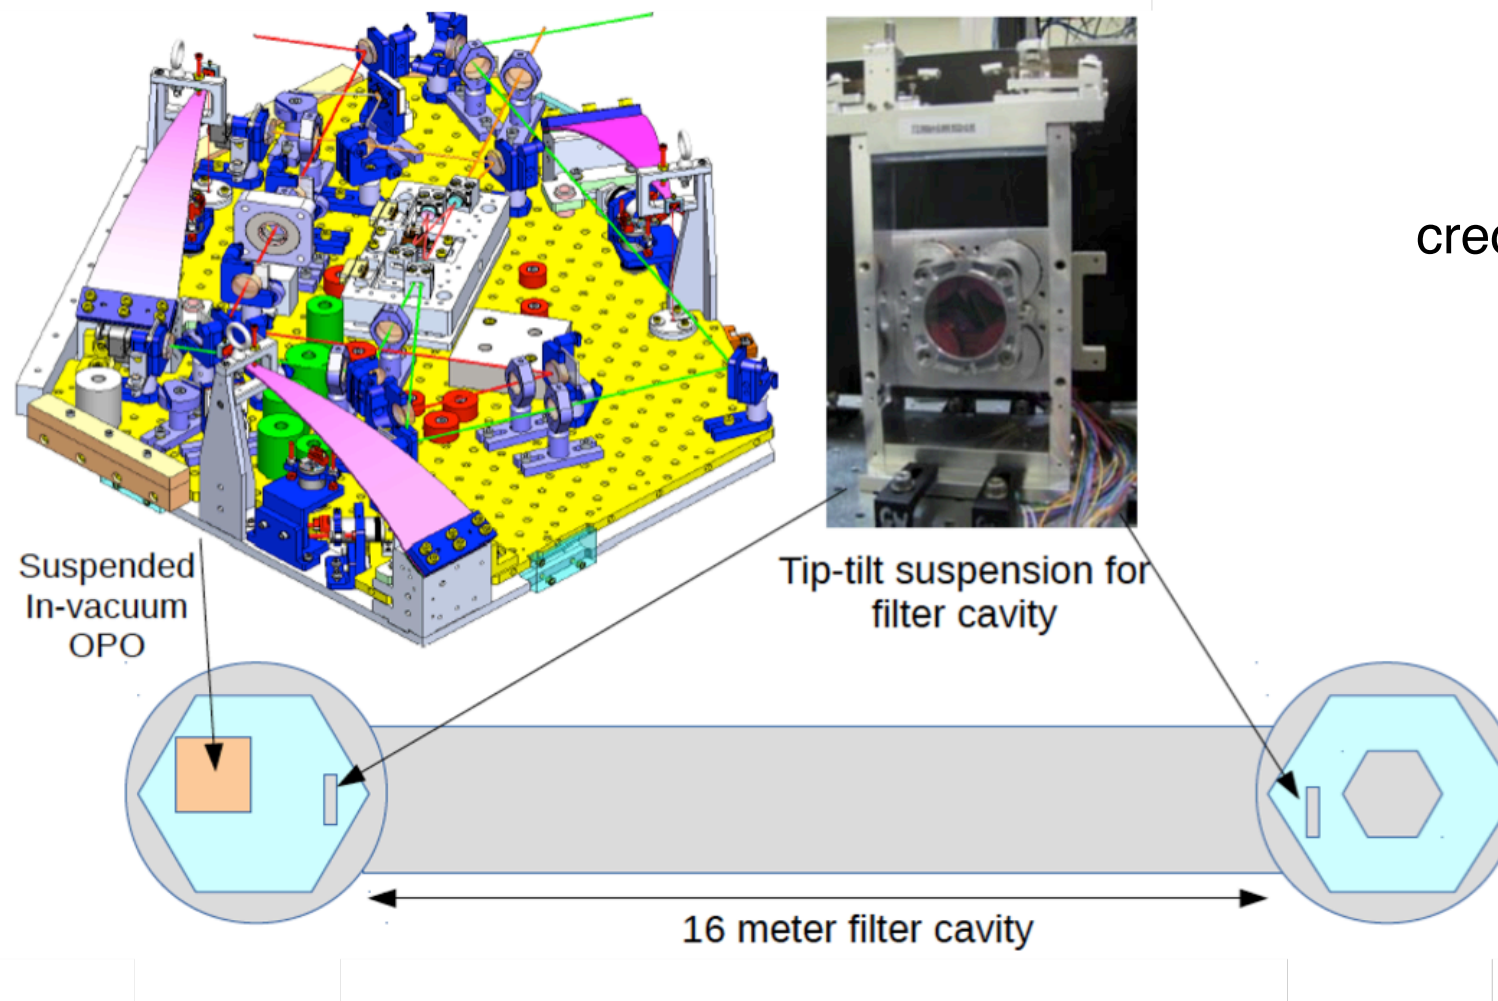 Suspended
In-vacuum
OPO
Tip-tilt suspension for
filter cavity
16 meter filter cavity